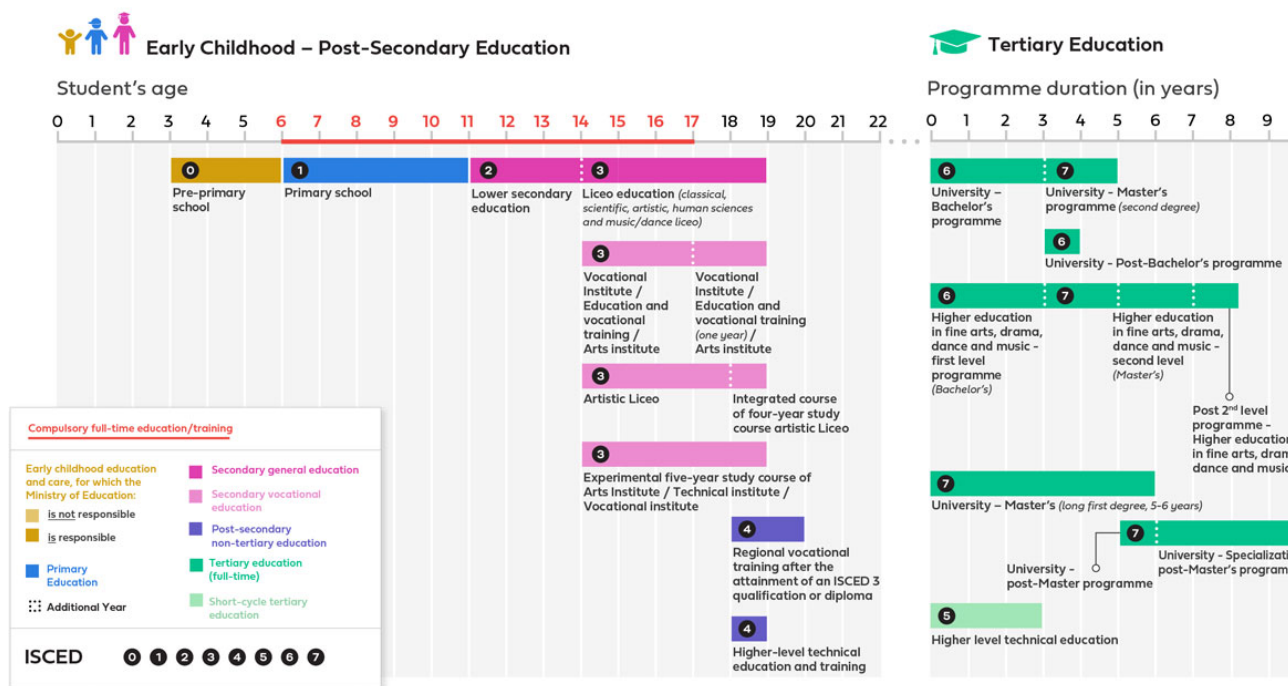 Early Childhood – Post-Secondary Education
Student's age
0 1 2 3 4 5 6 7 8 9 10 11 12 13 14 15 16 17 18 19 20 21 22
0
Pre-primary
school
1
Primary school
2
Lower secondary
education
3
Liceo education (classical,
scientific, artistic, human sciences
and music/dance liceo)
3
Vocational
Institute /
Education and
vocational
training /
Arts institute
Vocational
Institute /
Education and
vocational training
(one year) /
Arts institute
3
Artistic Liceo
Integrated course
of four-year study
course artistic Liceo
3
Experimental five-year study course of
Arts Institute / Technical institute /
Vocational institute
4
Regional vocational
training after the
attainment of an ISCED 3
qualification or diploma
4
Higher-level technical
education and training
Compulsory full-time education/training
Early childhood education
and care, for which the
Ministry of Education:
is not responsible
is responsible
Primary
Education
Additional Year
Secondary general education
Secondary vocational
education
Post-secondary
non-tertiary education
Tertiary education
(full-time)
Short-cycle tertiary
education
ISCED 0 1 2 3 4 5 6 7
Tertiary Education
Programme duration (in years)
0 1 2 3 4 5 6 7 8 9
6
University –
Bachelor's
programme
7
University - Master's
programme (second degree)
6
University - Post-Bachelor's programme
6
Higher education
in fine arts, drama,
dance and music -
first level
programme
(Bachelor's)
7
Higher education
in fine arts, drama,
dance and music -
second level
(Master's)
Post 2nd level
programme -
Higher education
in fine arts,
dance and music
7
University – Master's (long first degree, 5-6 years)
7
University -
post-Master programme
University -
post-Master's
5
Higher level technical education